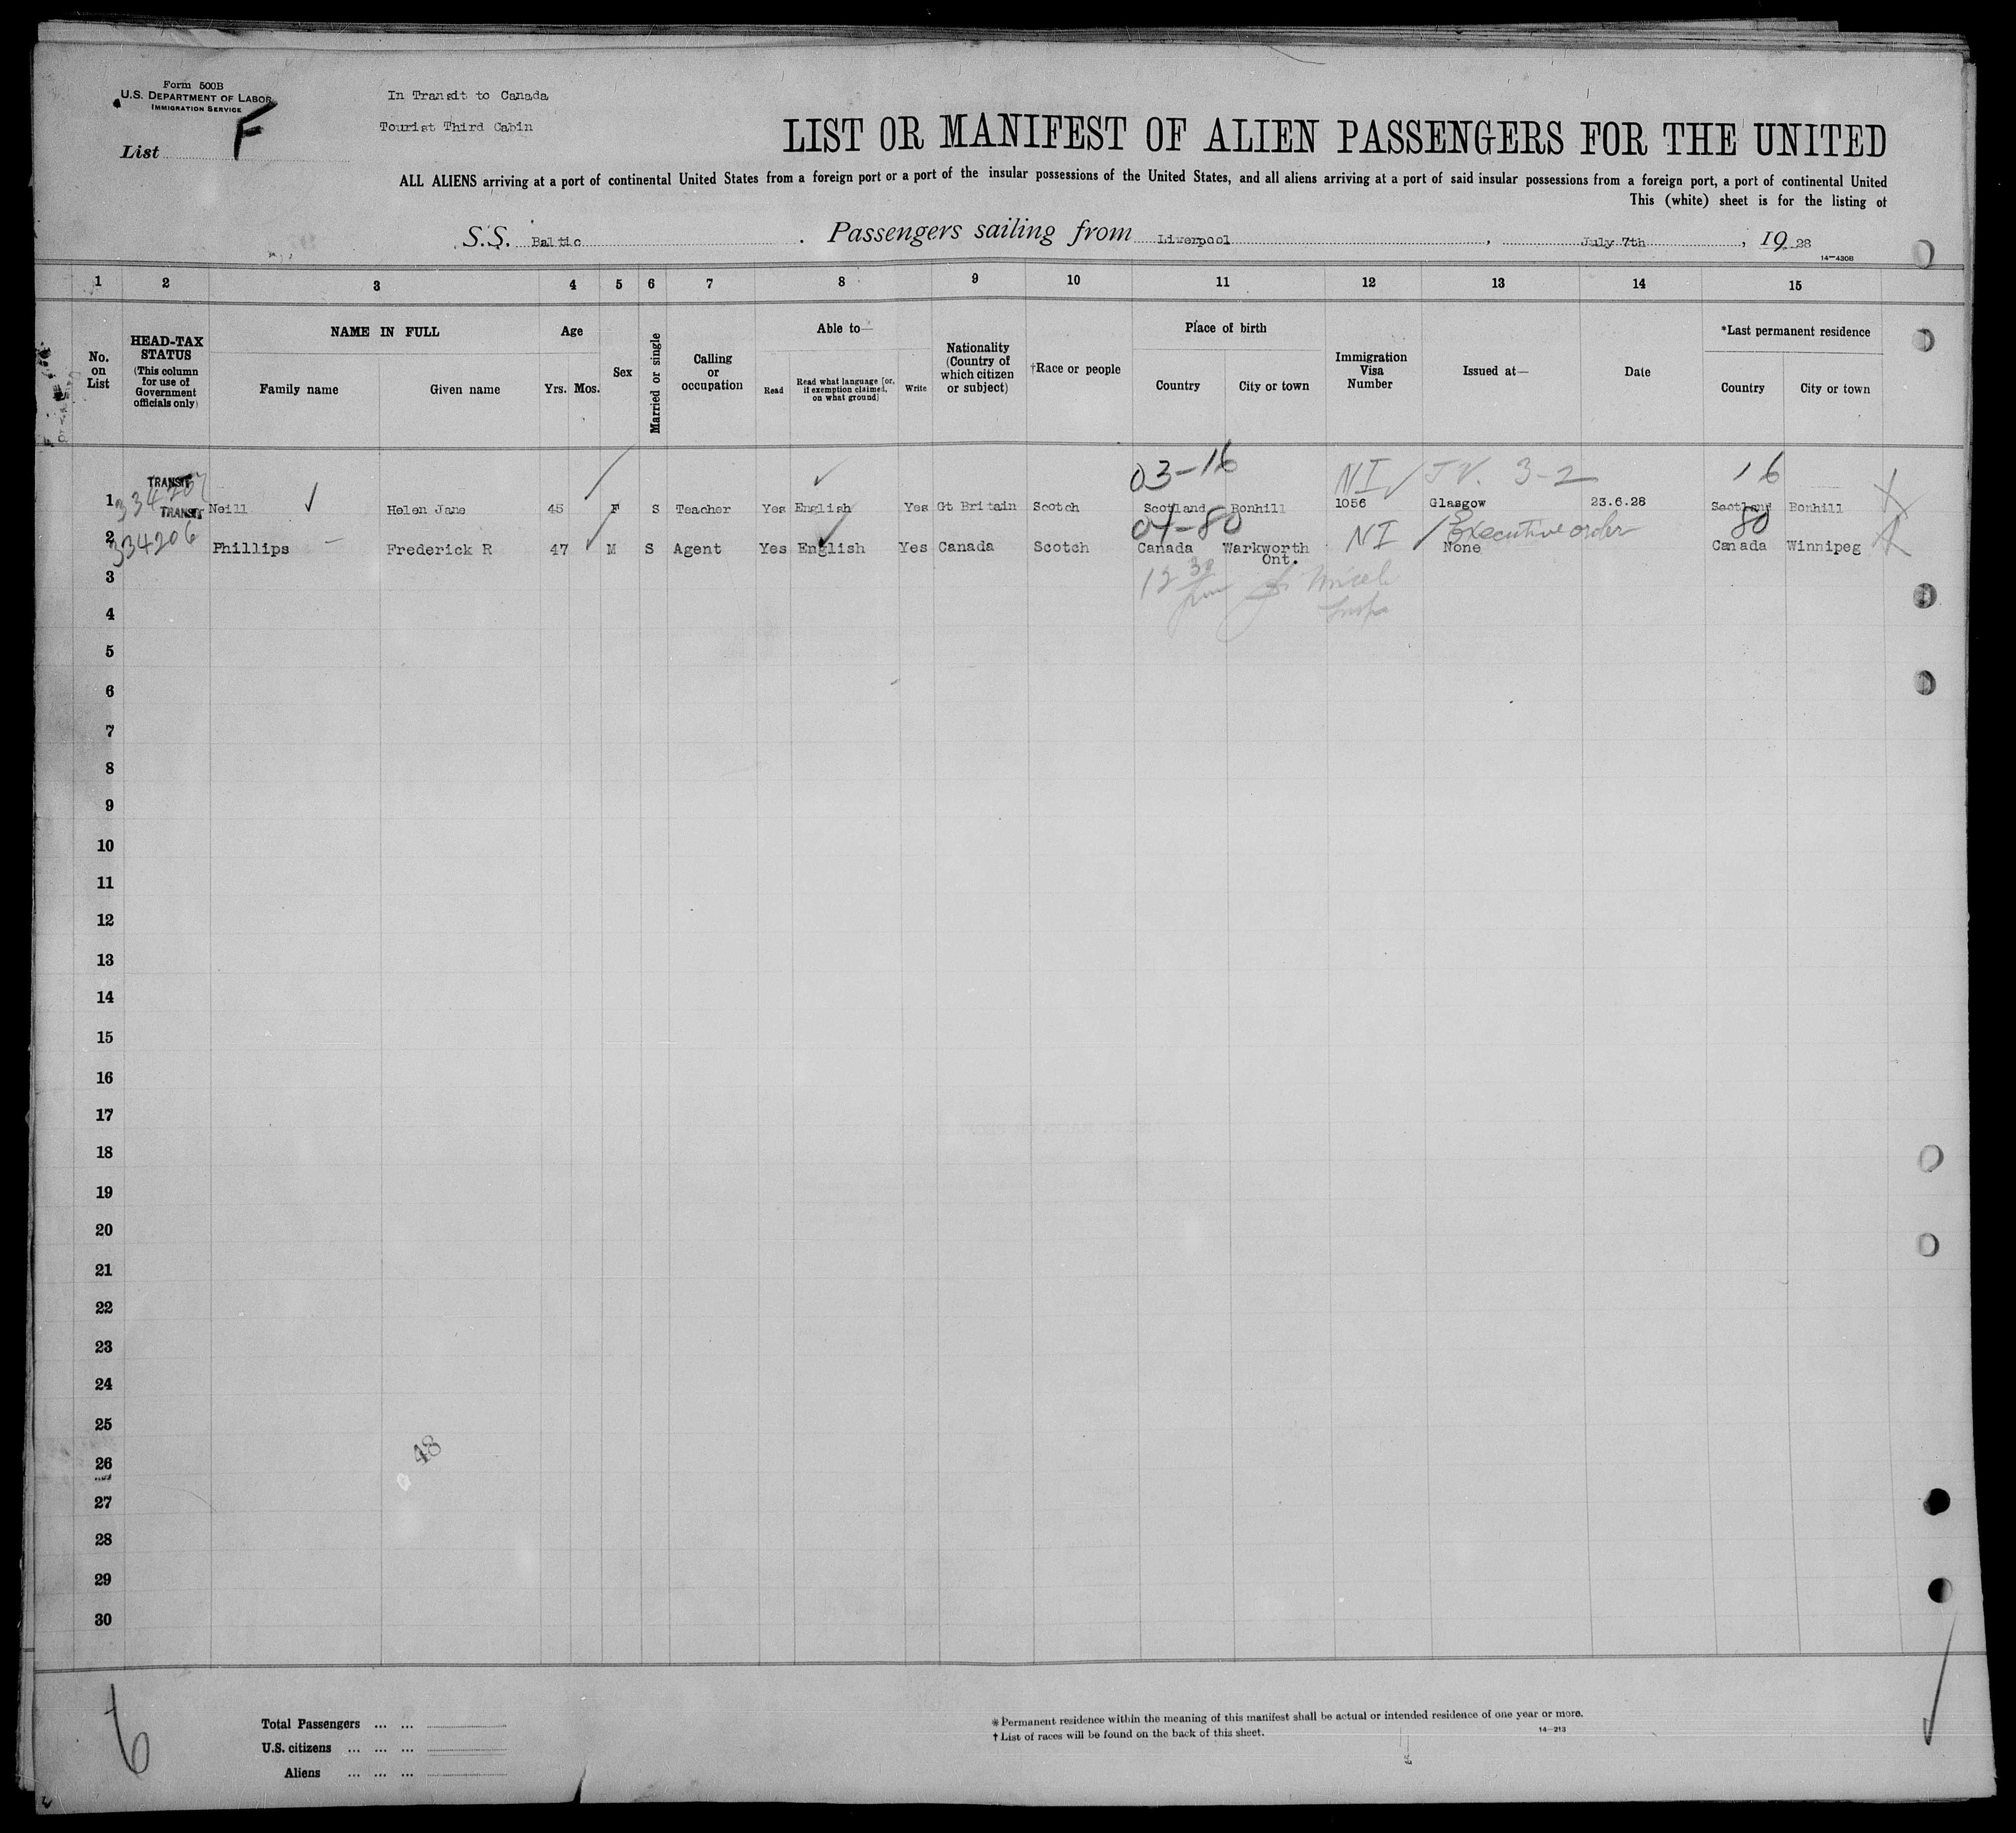 Form 500B
U.S. DEPARTMENT OF LABOR
IMMIGRATION SERVICE
List F
In Transit to Canada
Tourist Third Cabin
LIST OR MANIFEST OF ALIEN PASSENGERS FOR THE UNITED
ALL ALIENS arriving at a port of continental United States from a foreign port or a port of the insular possessions of the United States, and all aliens arriving at a port of said insular possessions from a foreign port, a port of continental United
This (white) sheet is for the listing of
S.S. Baltic. Passengers sailing from Liverpool, July 7th, 1928
14—430B
1 2 3 4 5 6 7 8 9 10 11 12 13 14 15
No. on List
HEAD-TAX STATUS (This column for use of Government officials only)
NAME IN FULL
Family name Given name
Age
Yrs. Mos.
Sex
Married or single
Calling or occupation
Able to—
Read Read what language [or, if exemption claimed, on what ground] Write
Nationality (Country of which citizen or subject)
†Race or people
Place of birth
Country City or town
Immigration Visa Number
Issued at—
Date
*Last permanent residence
Country City or town
03-16 NI T.V. 3-2 16
TRANSIT
1 Neill Helen Jane 45 F S Teacher Yes English Yes Gt Britain Scotch Scotland Bonhill 1056 Glasgow 23.6.28 Scotland Bonhill
TRANSIT
04-80 NI Executive order 80
2 334206 Phillips Frederick R 47 M S Agent Yes English Yes Canada Scotch Canada Warkworth Ont. None Canada Winnipeg
12 30
3
4
5
6
7
8
9
10
11
12
13
14
15
16
17
18
19
20
21
22
23
24
25
26
27
28
29
30
48
6
Total Passengers ... ...
U.S. citizens ... ... ...
Aliens ... ... ...
*Permanent residence within the meaning of this manifest shall be actual or intended residence of one year or more.
†List of races will be found on the back of this sheet.
14—213